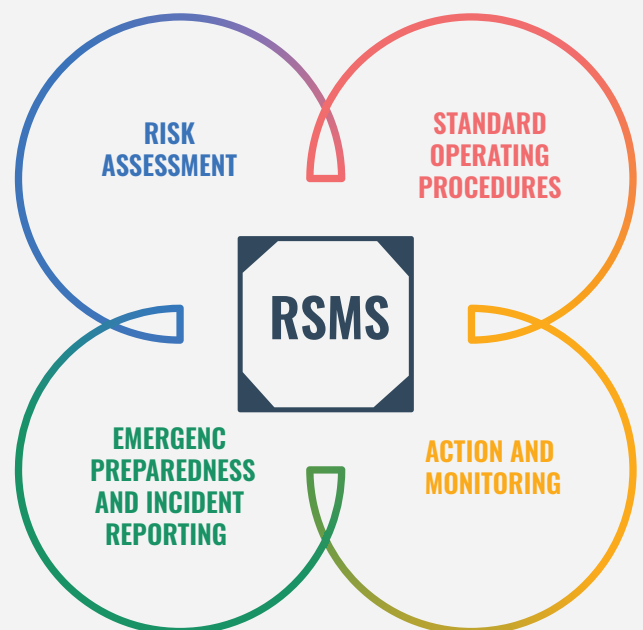 RISK
ASSESSMENT
STANDARD
OPERATING
PROCEDURES
RSMS
EMERGENC
PREPAREDNESS
AND INCIDENT
REPORTING
ACTION AND
MONITORING